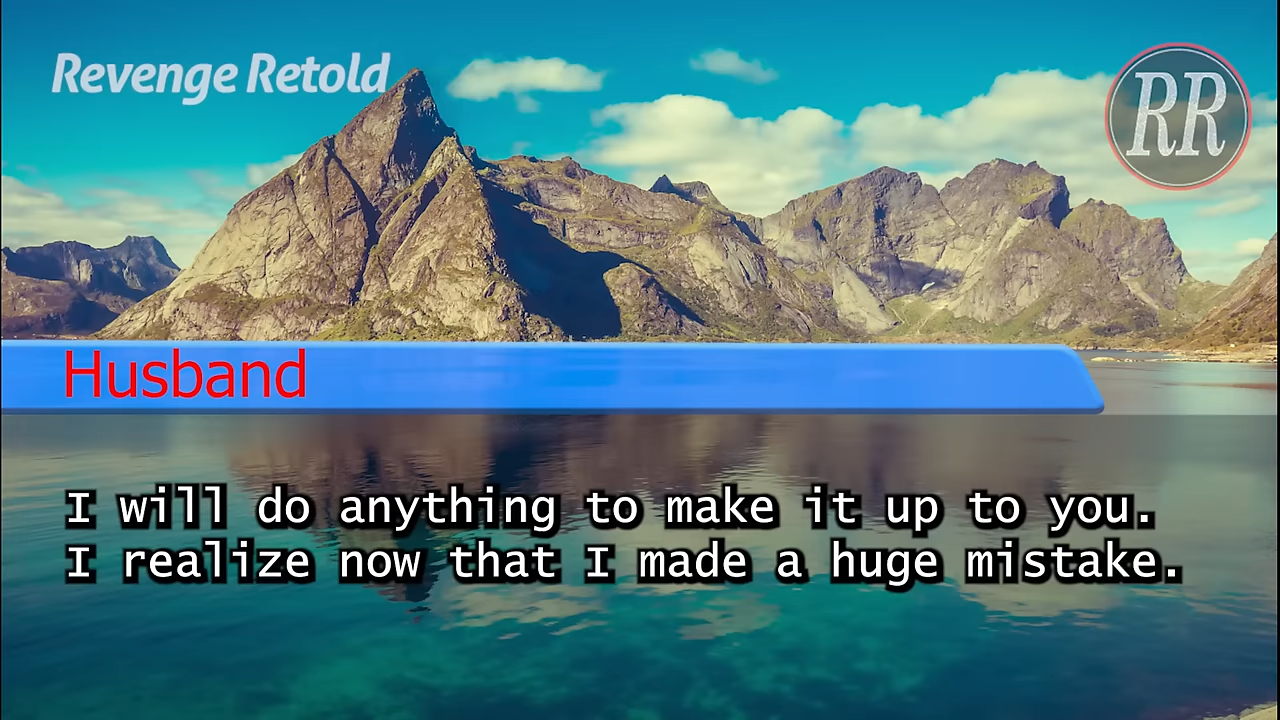 Revenge Retold
RR
Husband
I will do anything to make it up to you.
I realize now that I made a huge mistake.